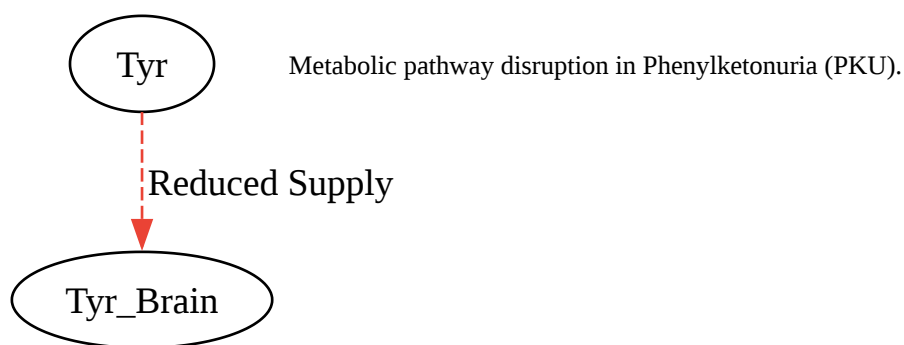 Tyr
Metabolic pathway disruption in Phenylketonuria (PKU).
Reduced Supply
Tyr_Brain